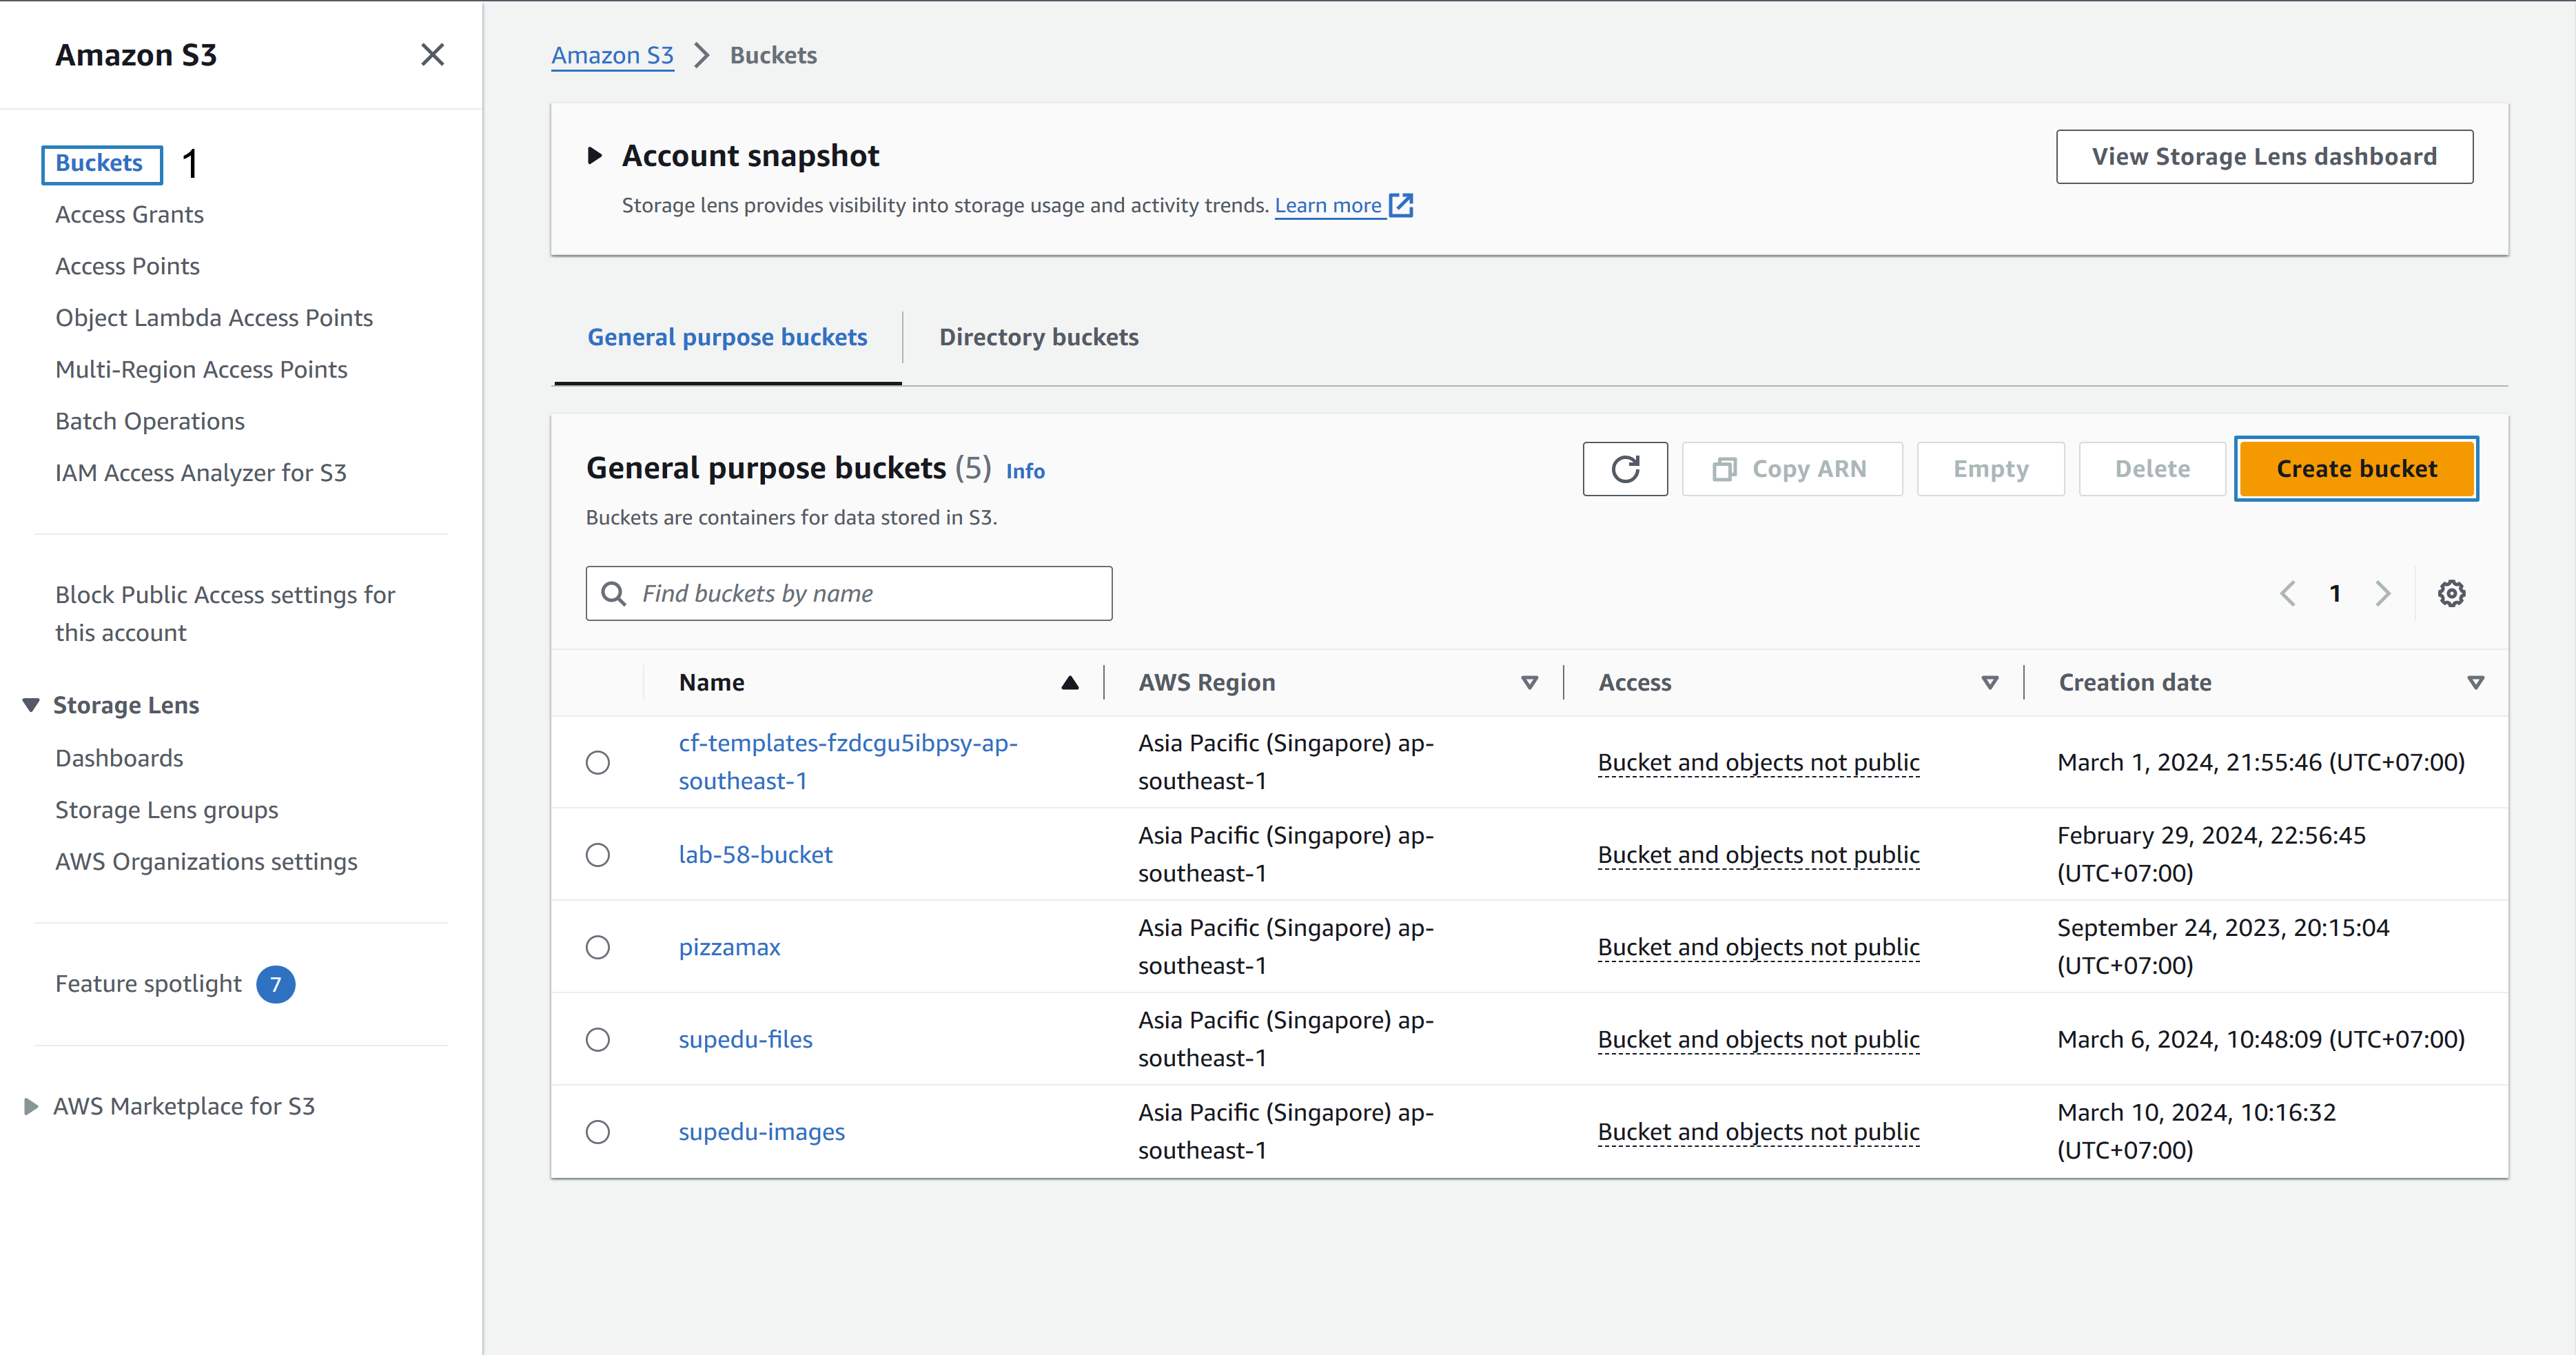 Amazon S3
Buckets 1
Access Grants
Access Points
Object Lambda Access Points
Multi-Region Access Points
Batch Operations
IAM Access Analyzer for S3
Block Public Access settings for
this account
Storage Lens
Dashboards
Storage Lens groups
AWS Organizations settings
Feature spotlight 7
AWS Marketplace for S3
Amazon S3 Buckets
Account snapshot
View Storage Lens dashboard
Storage lens provides visibility into storage usage and activity trends. Learn more
General purpose buckets Directory buckets
General purpose buckets (5) Info
Copy ARN Empty Delete Create bucket
Buckets are containers for data stored in S3.
Find buckets by name
1
Name AWS Region Access Creation date
cf-templates-fzdcgu5ibpsy-ap-
southeast-1
Asia Pacific (Singapore) ap-
southeast-1
Bucket and objects not public
March 1, 2024, 21:55:46 (UTC+07:00)
lab-58-bucket
Asia Pacific (Singapore) ap-
southeast-1
Bucket and objects not public
February 29, 2024, 22:56:45
(UTC+07:00)
pizzamax
Asia Pacific (Singapore) ap-
southeast-1
Bucket and objects not public
September 24, 2023, 20:15:04
(UTC+07:00)
supedu-files
Asia Pacific (Singapore) ap-
southeast-1
Bucket and objects not public
March 6, 2024, 10:48:09 (UTC+07:00)
supedu-images
Asia Pacific (Singapore) ap-
southeast-1
Bucket and objects not public
March 10, 2024, 10:16:32
(UTC+07:00)